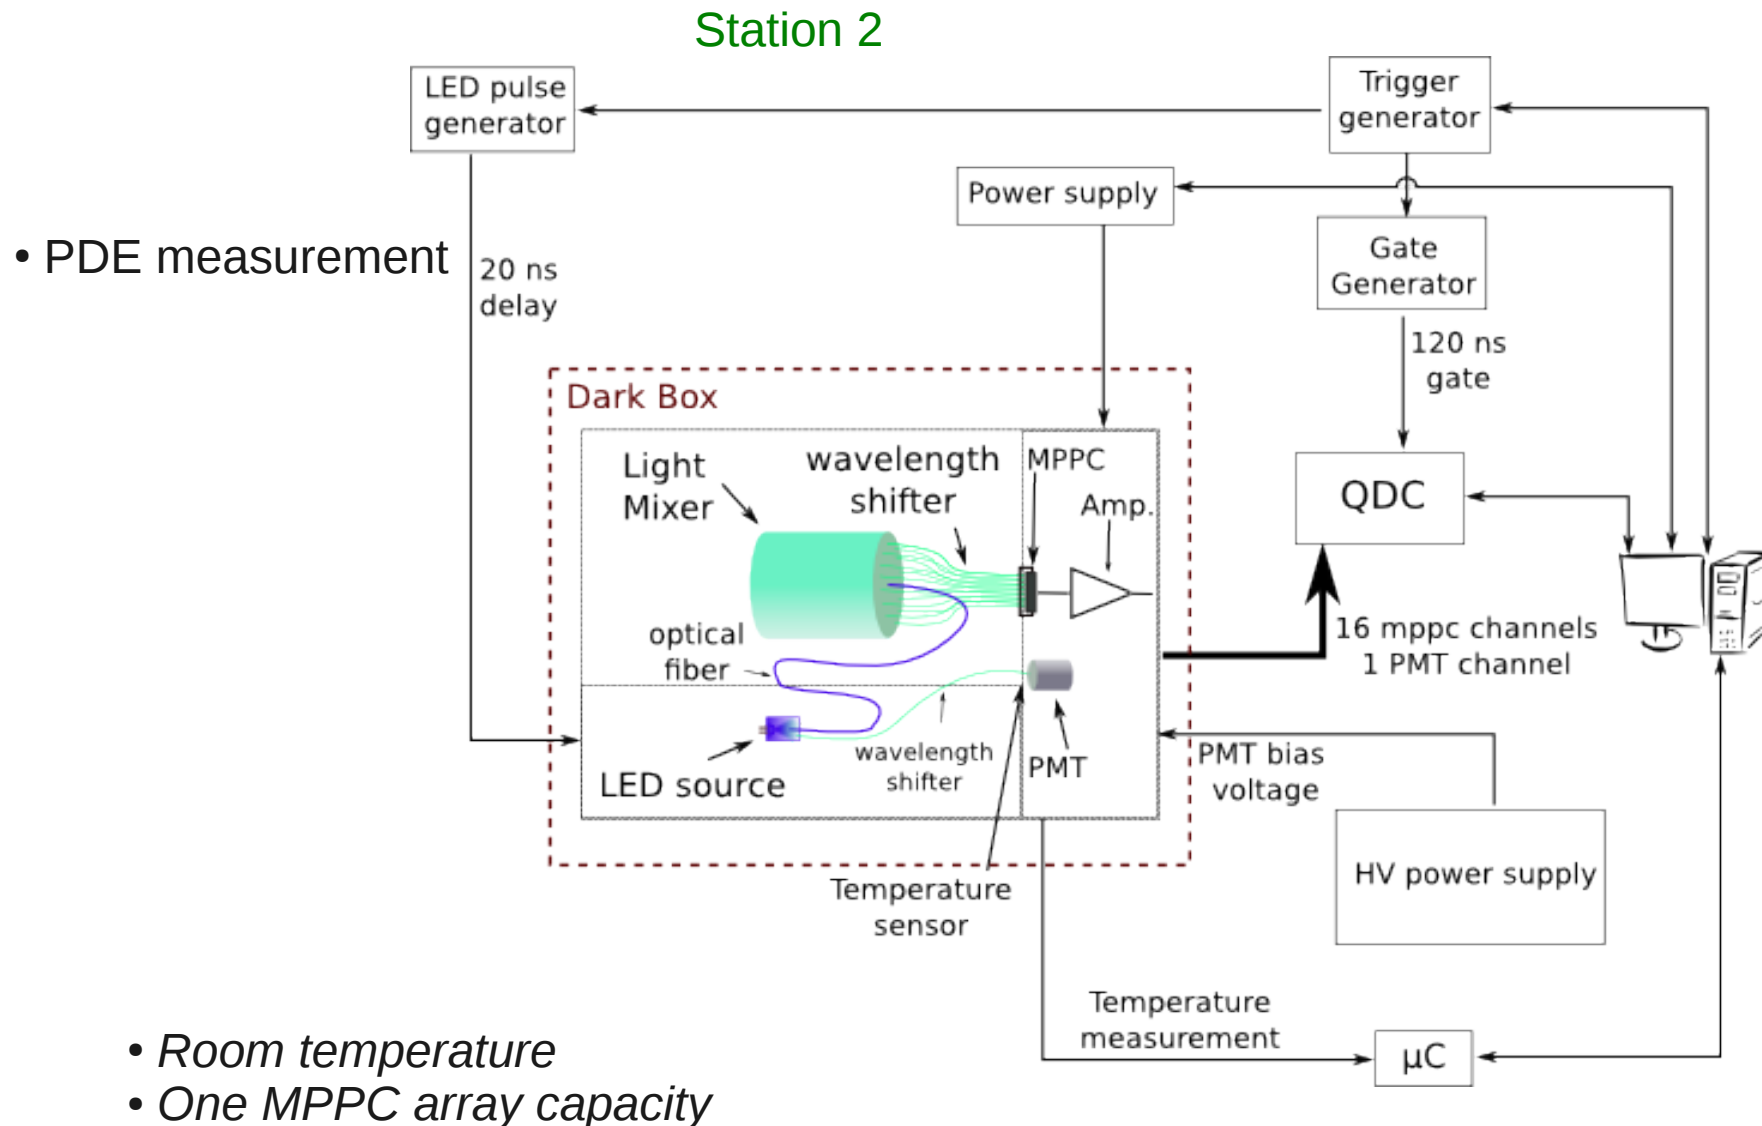 Station 2
LED pulse
generator
Trigger
generator
Power supply
• PDE measurement
20 ns
delay
Gate
Generator
120 ns
gate
Dark Box
Light
Mixer
wavelength
shifter
MPPC
Amp.
QDC
optical
fiber
16 mppc channels
1 PMT channel
LED source
wavelength
shifter
PMT
PMT bias
voltage
HV power supply
Temperature
sensor
Temperature
measurement
µC
• Room temperature
• One MPPC array capacity